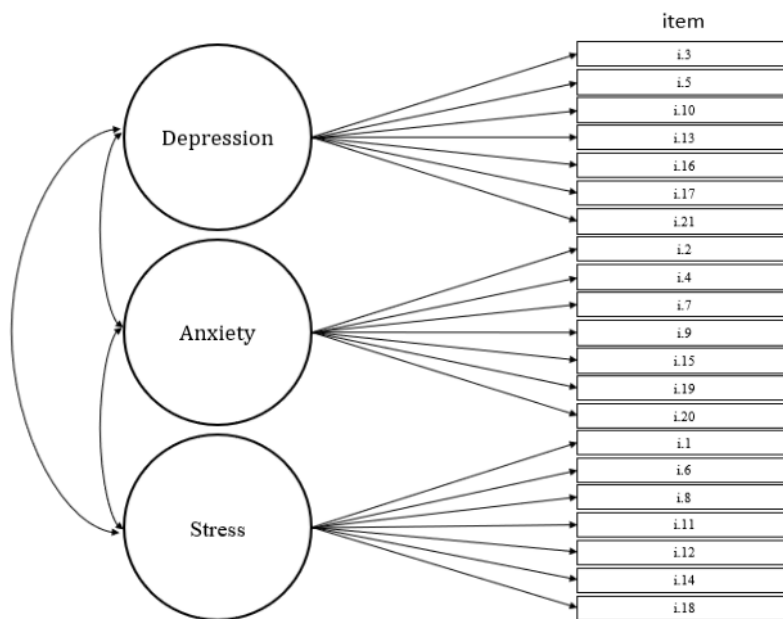 item
Depression
i.3
i.5
i.10
i.13
i.16
i.17
i.21
Anxiety
i.2
i.4
i.7
i.9
i.15
i.19
i.20
Stress
i.1
i.6
i.8
i.11
i.12
i.14
i.18